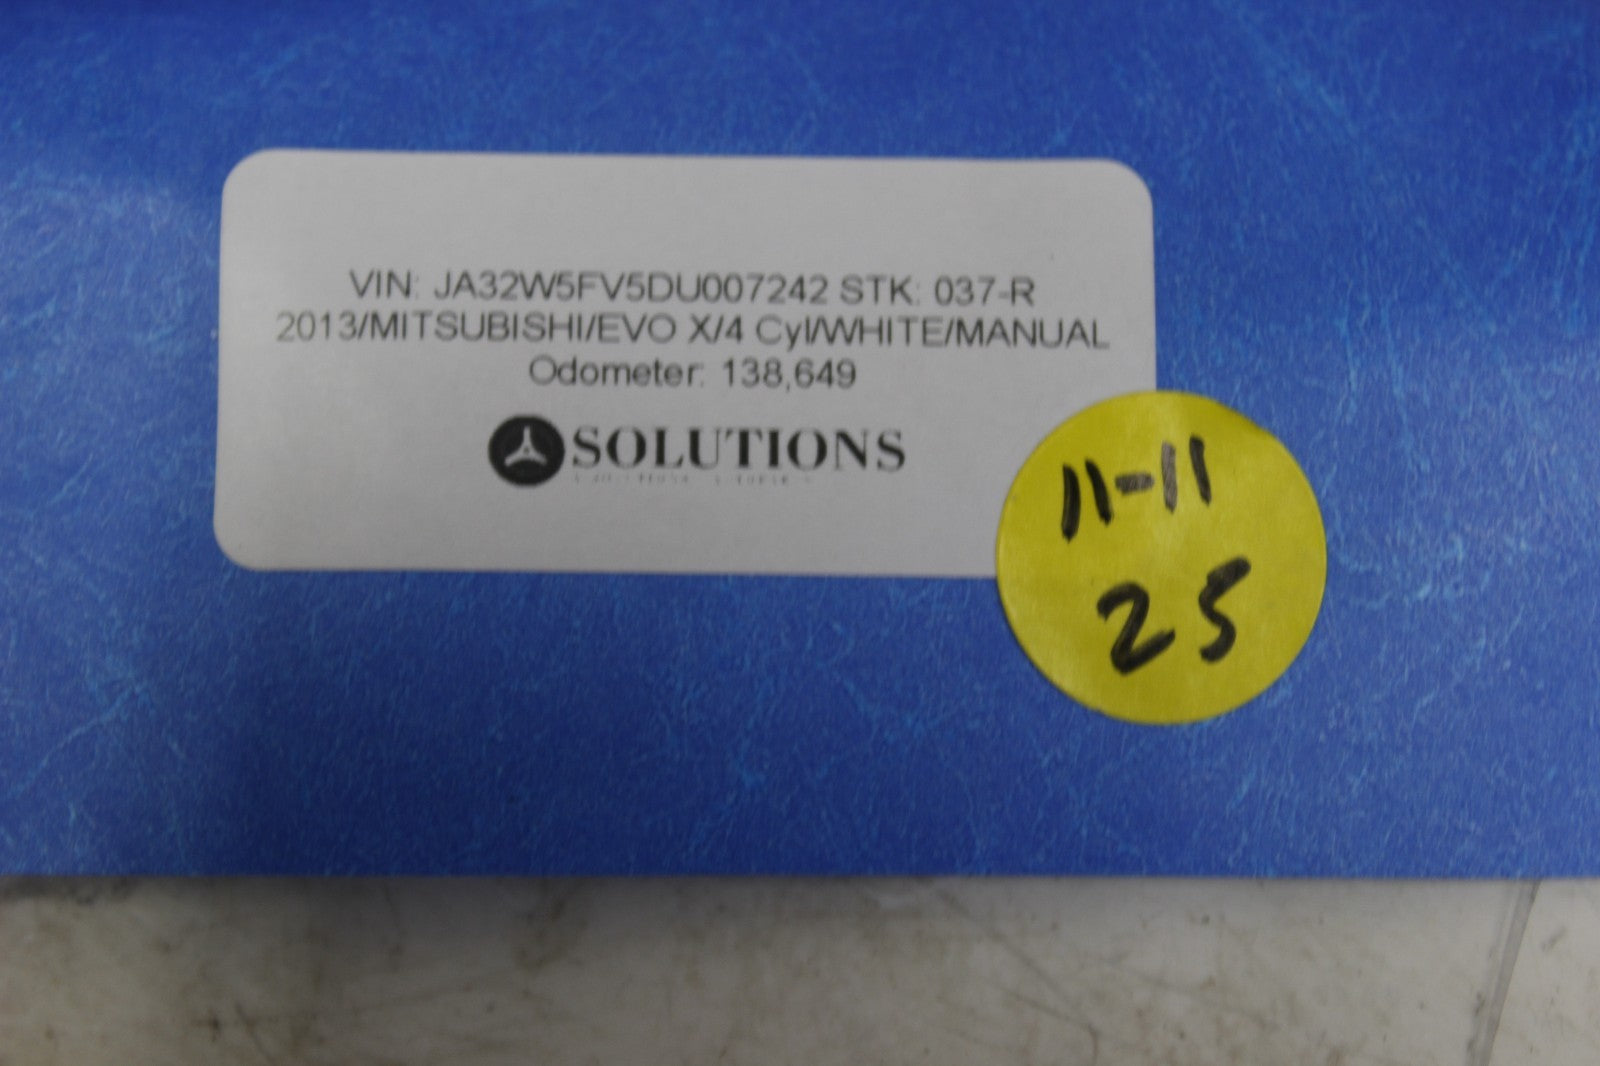 VIN: JA32W5FV5DU007242 STK: 037-R
2013/MITSUBISHI/EVO X/4 Cyl/WHITE/MANUAL
Odometer: 138,649
SOLUTIONS
11-11
25